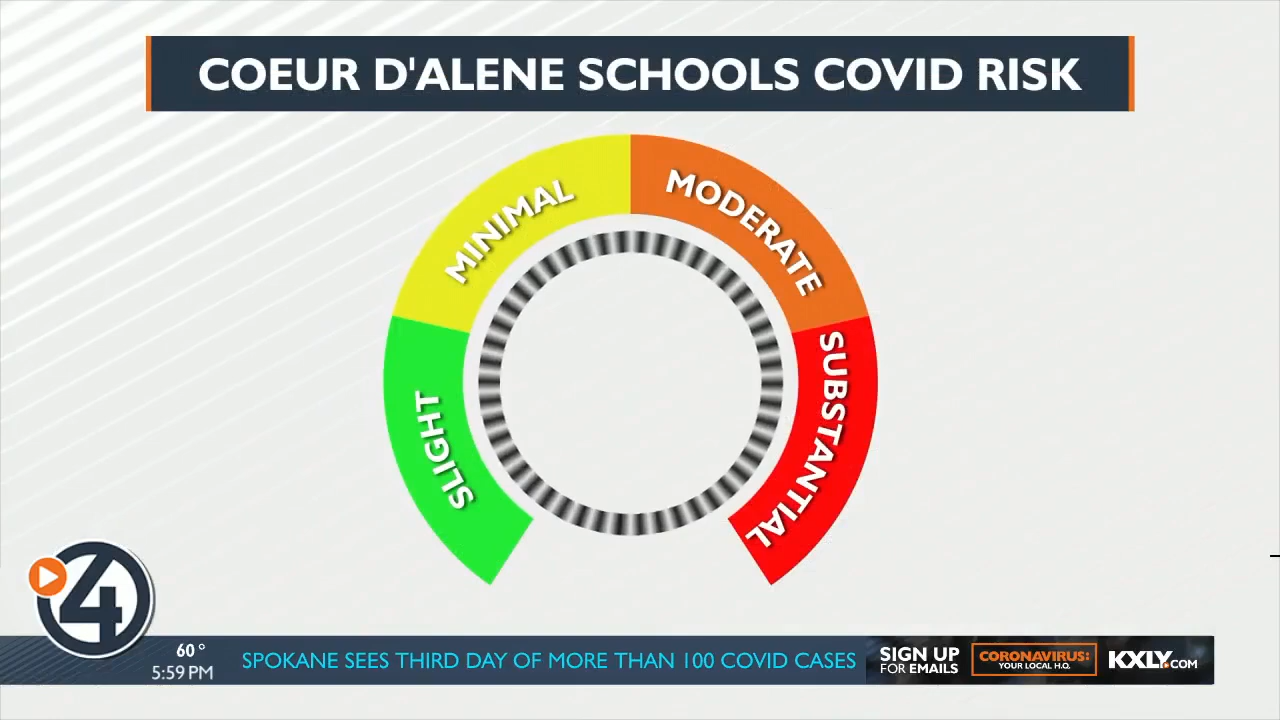 COEUR D'ALENE SCHOOLS COVID RISK
MINIMAL
MODERATE
SLIGHT
SUBSTANTIAL
4
60°
5:59 PM
SPOKANE SEES THIRD DAY OF MORE THAN 100 COVID CASES
SIGN UP
FOR EMAILS
CORONAVIRUS:
YOUR LOCAL H.Q.
KXLY.COM